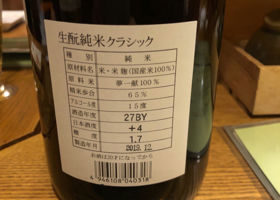 生酛純米クラシック
種別 純米
原材料名 米・米麹(国産米100%)
原料米 夢一献100%
精米歩合 65%
アルコール度 15度
酒造年度 27BY
日本酒度 +4
酸度 1.7
製造年月 2019.12
お酒は20才になってから
4946108040318